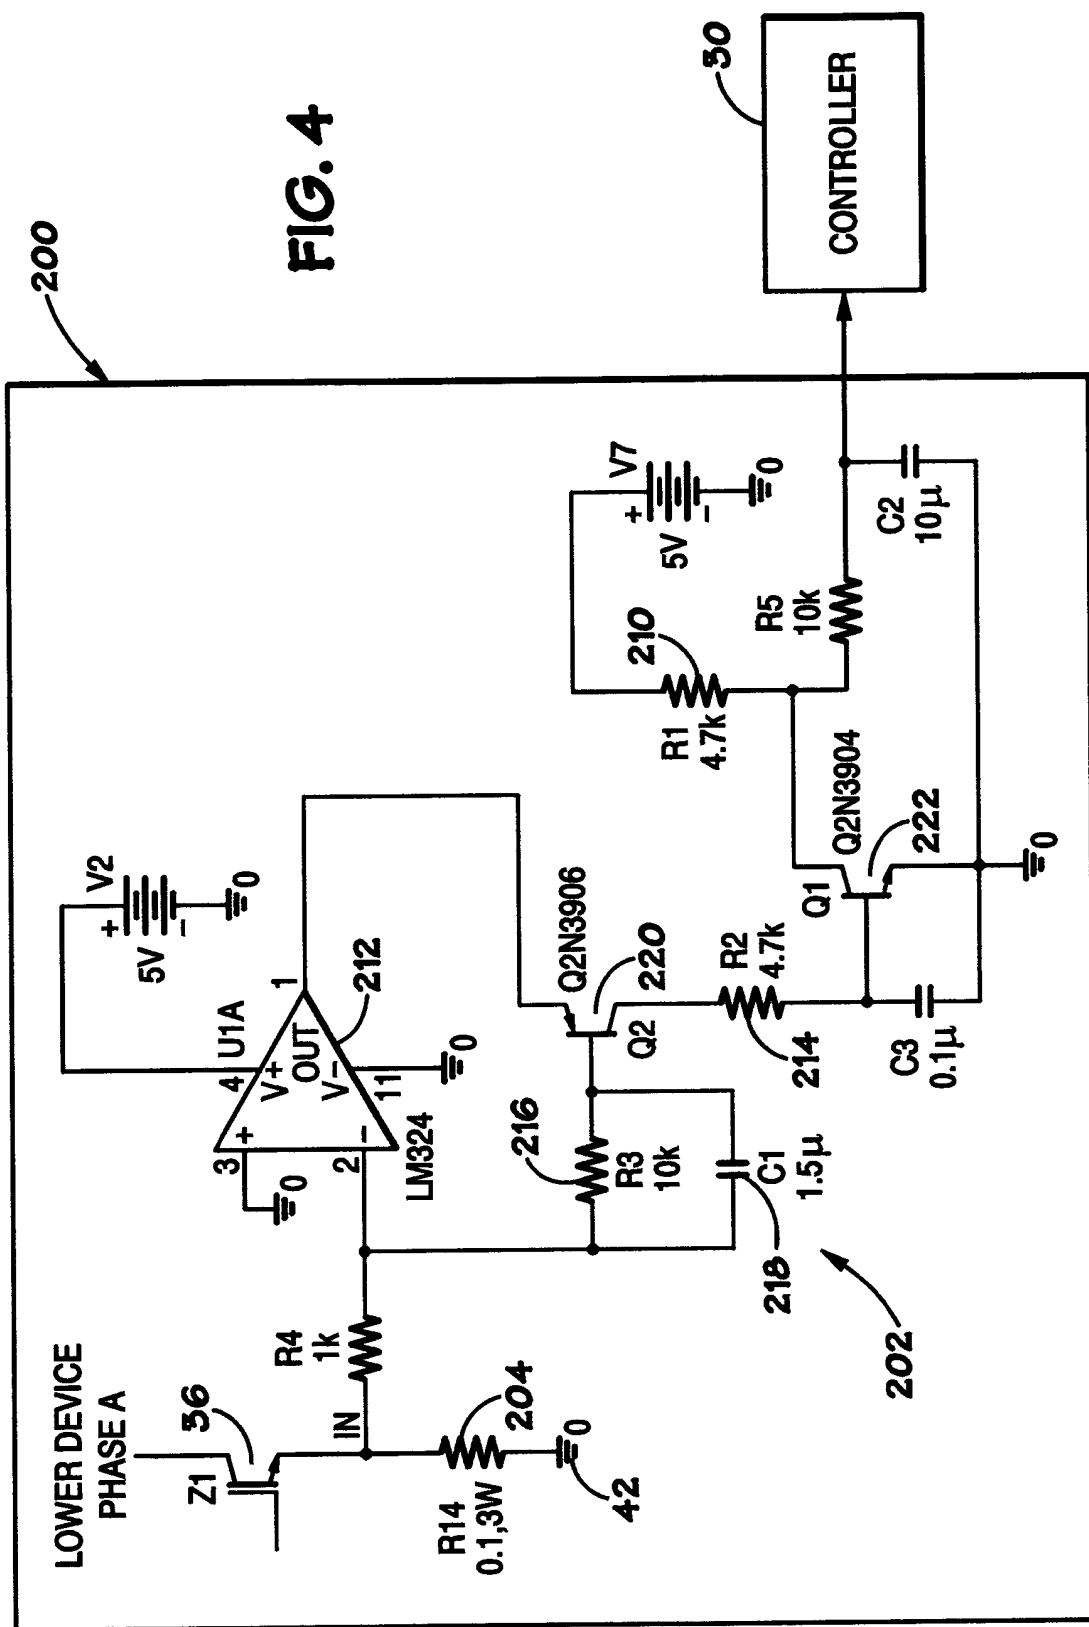 FIG. 4
200
30
CONTROLLER
LOWER DEVICE
PHASE A
36
Z1
IN
R14
0.1,3W
204
42
0
R4
1k
3
0
+
2
-
4
U1A
V+
OUT
V-
11
1
LM324
212
0
V2
+
5V
-
0
216
R3
10k
C1
1.5µ
218
202
Q2N3906
220
Q2
R2
4.7k
214
C3
0.1µ
Q2N3904
Q1
222
0
R1
4.7k
210
V7
+
5V
-
0
R5
10k
C2
10µ